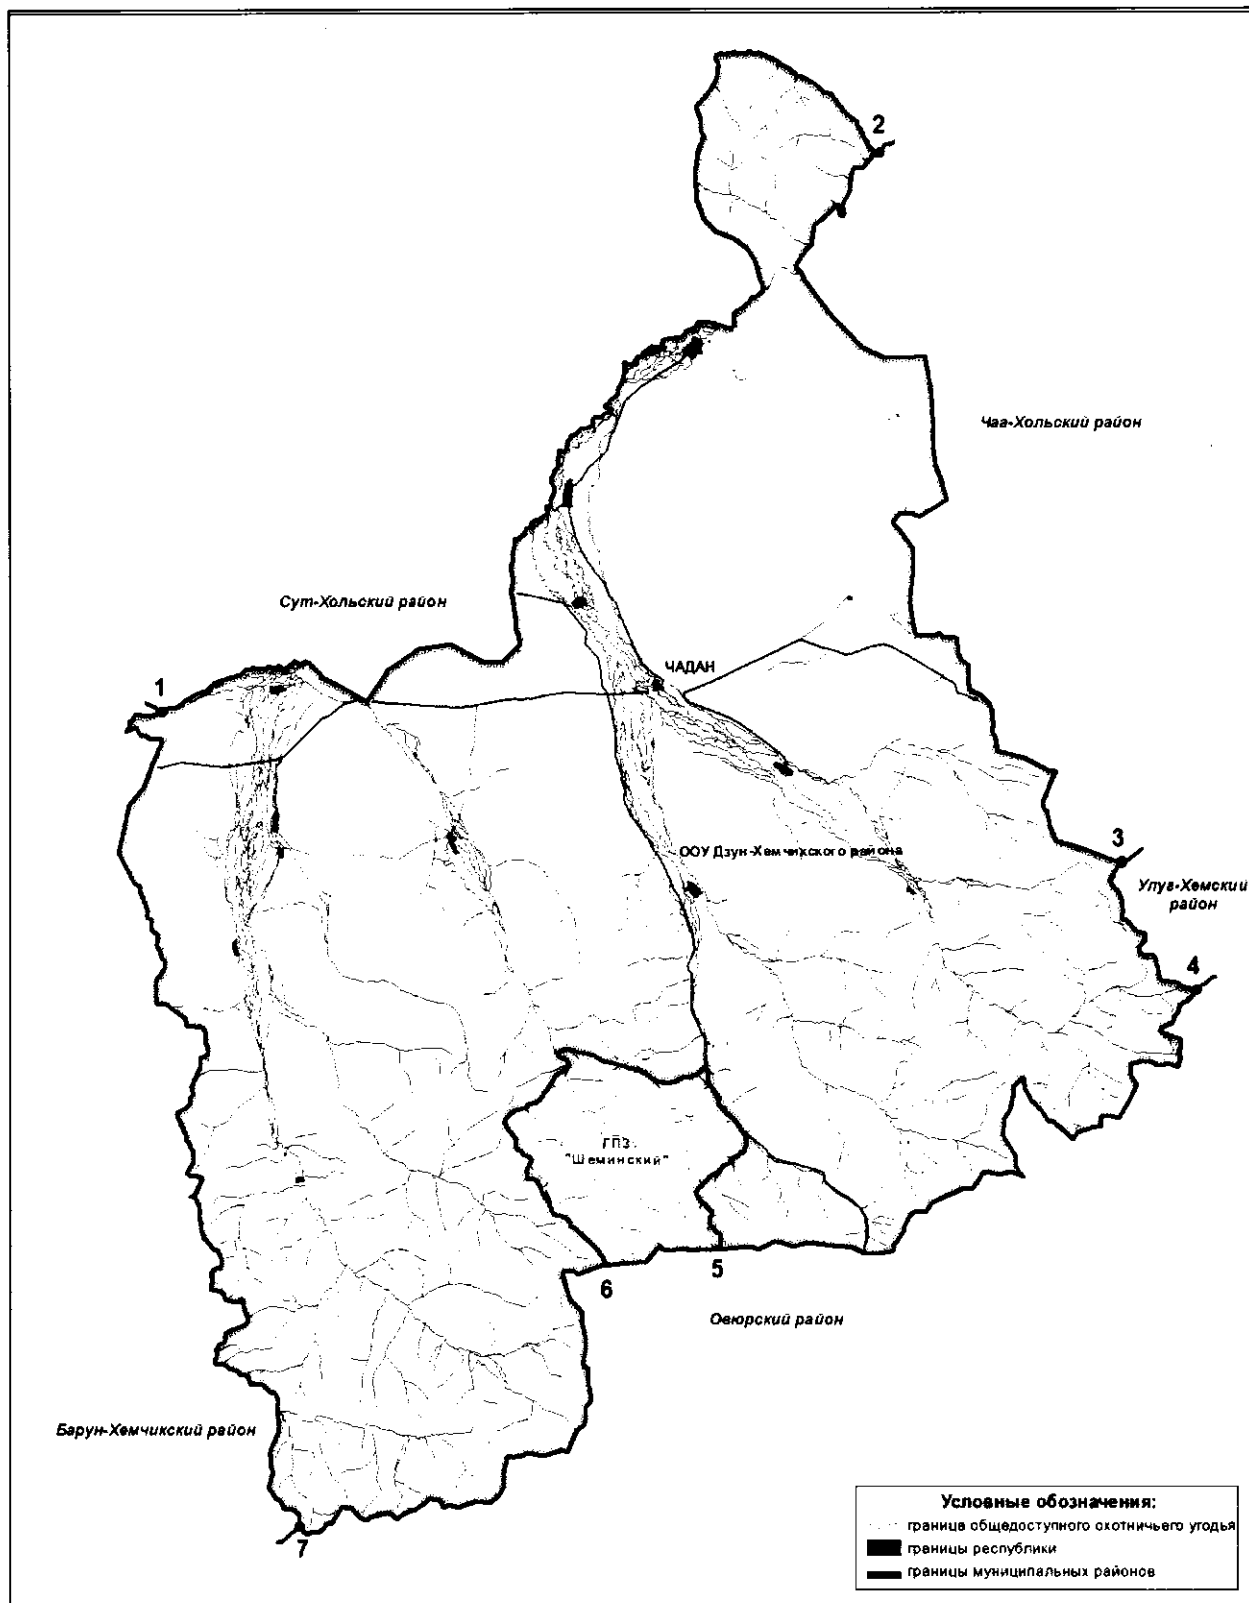 2
Чаа-Хольский район
Сут-Хольский район
ЧАДАН
1
ООУ Дзун-Хемчикского района
3
Улуг-Хемский
район
4
ГПЗ
"Шеминский"
5
6
Овюрский район
Барун-Хемчикский район
7
Условные обозначения:
граница общедоступного охотничьего угодья
границы республики
границы муниципальных районов